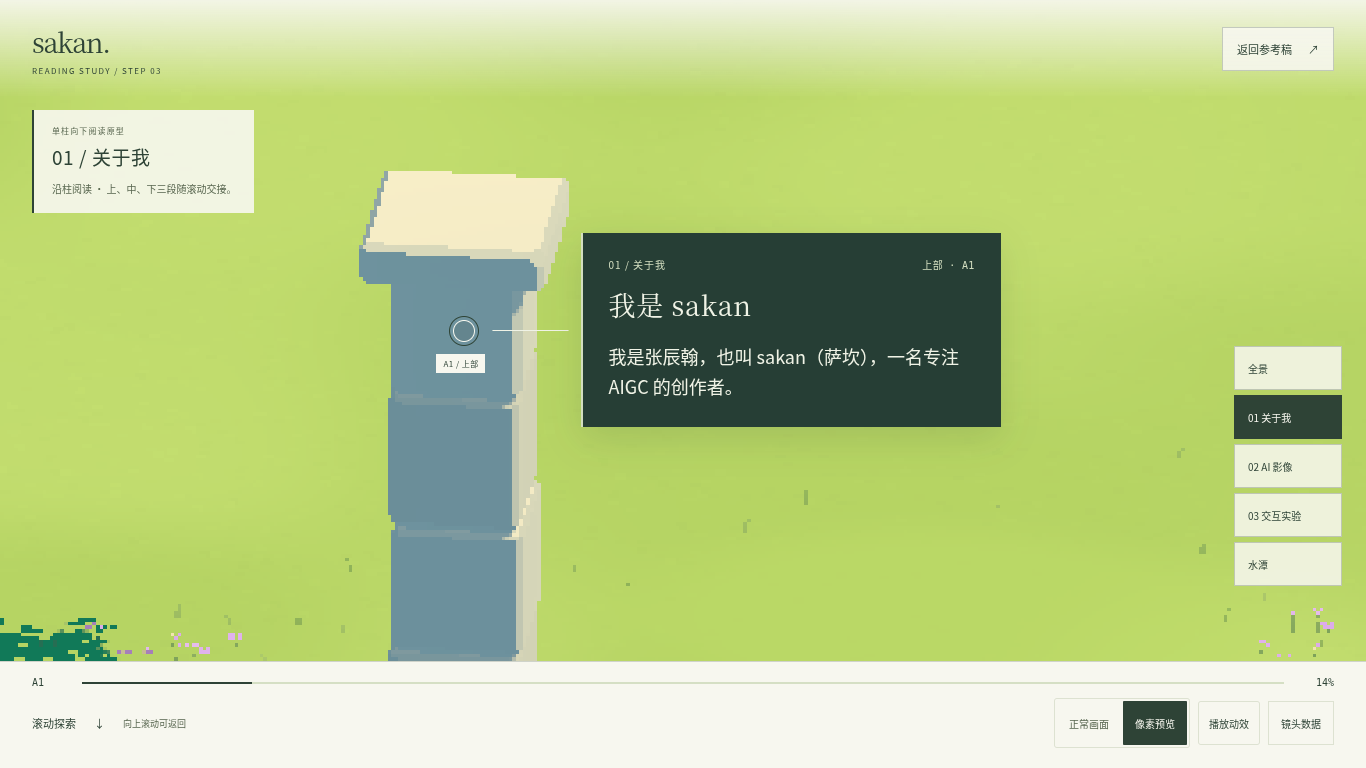 sakan.
READING STUDY / STEP 03
返回参考稿 ↗
单柱向下阅读原型
01 / 关于我
沿柱阅读 · 上、中、下三段随滚动交接。
01 / 关于我
上部 · A1
我是 sakan
我是张辰翰，也叫 sakan（萨坎），一名专注
AIGC 的创作者。
A1 / 上部
全景
01 关于我
02 AI 影像
03 交互实验
水潭
A1
14%
滚动探索 ↓ 向上滚动可返回
正常画面
像素预览
播放动效
镜头数据